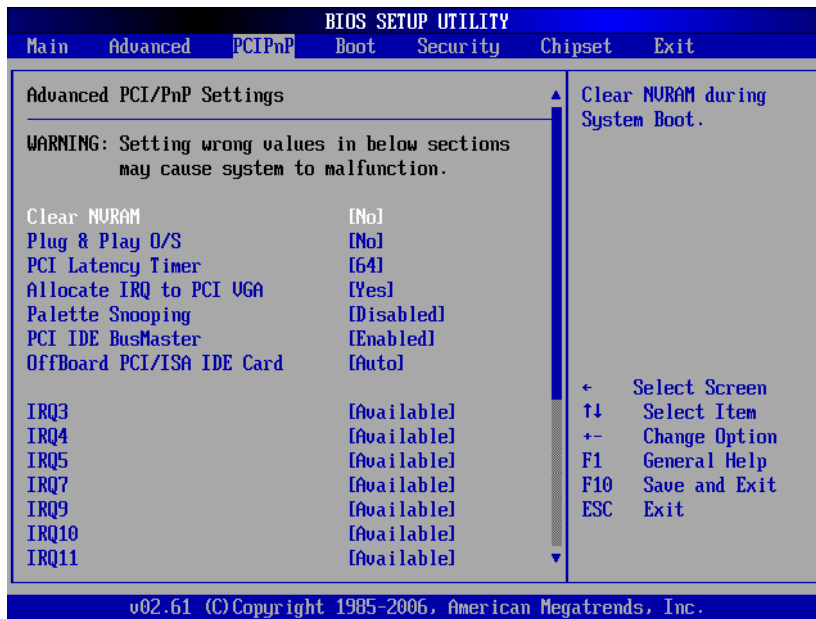 BIOS SETUP UTILITY
Main Advanced PCIPnP Boot Security Chipset Exit
Advanced PCI/PnP Settings
WARNING: Setting wrong values in below sections
may cause system to malfunction.
Clear NVRAM [No]
Plug & Play O/S [No]
PCI Latency Timer [64]
Allocate IRQ to PCI VGA [Yes]
Palette Snooping [Disabled]
PCI IDE BusMaster [Enabled]
OffBoard PCI/ISA IDE Card [Auto]
IRQ3 [Available]
IRQ4 [Available]
IRQ5 [Available]
IRQ7 [Available]
IRQ9 [Available]
IRQ10 [Available]
IRQ11 [Available]
Clear NVRAM during
System Boot.
← Select Screen
↑↓ Select Item
+- Change Option
F1 General Help
F10 Save and Exit
ESC Exit
v02.61 (C)Copyright 1985-2006, American Megatrends, Inc.